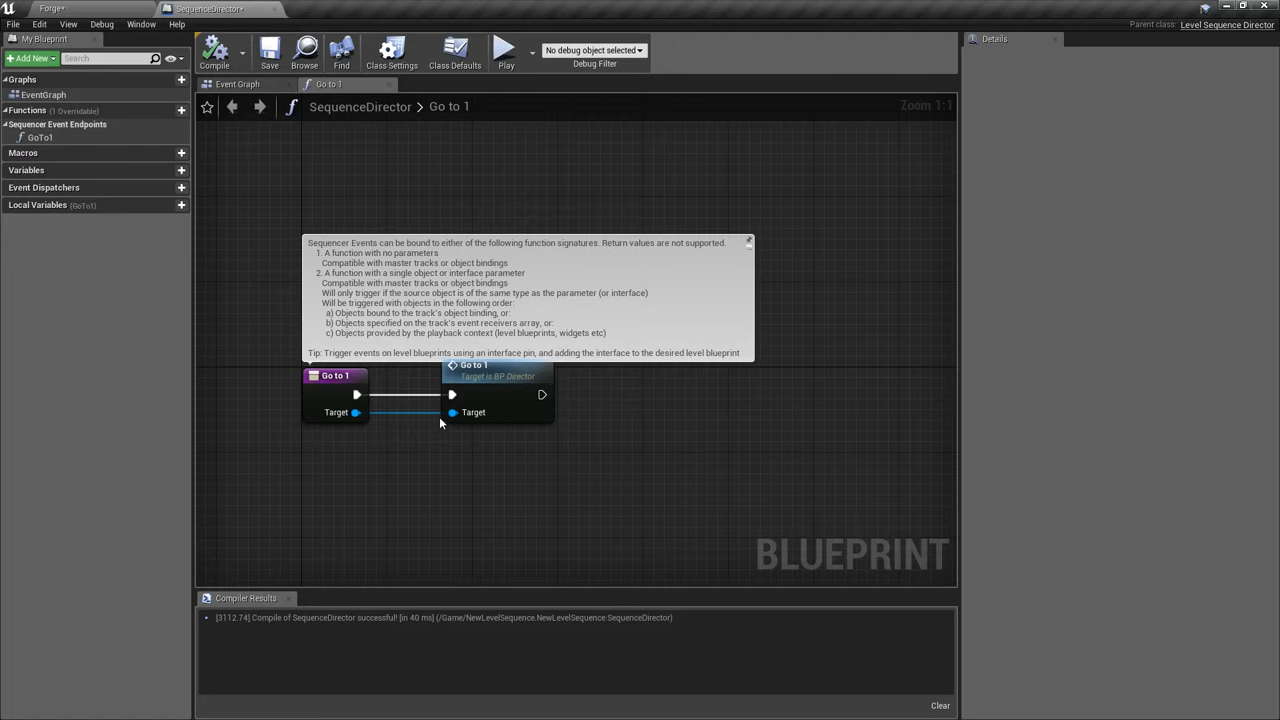 Forge*
SequenceDirector*
File Edit View Debug Window Help
Parent class: Level Sequence Director
My Blueprint
+ Add New
Search
Compile
Save
Browse
Find
Class Settings
Class Defaults
Play
No debug object selected
Debug Filter
Details
Graphs
EventGraph
Functions (1 Overridable)
Sequencer Event Endpoints
GoTo1
Macros
Variables
Event Dispatchers
Local Variables (GoTo1)
Event Graph
Go to 1
SequenceDirector > Go to 1
Zoom 1:1
Sequencer Events can be bound to either of the following function signatures. Return values are not supported.
1. A function with no parameters
Compatible with master tracks or object bindings
2. A function with a single object or interface parameter
Compatible with master tracks or object bindings
Will only trigger if the source object is of the same type as the parameter (or interface)
Will be triggered with objects in the following order:
a) Objects bound to the track's object binding, or:
b) Objects specified on the track's event receivers array, or:
c) Objects provided by the playback context (level blueprints, widgets etc)
Tip: Trigger events on level blueprints using an interface pin, and adding the interface to the desired level blueprint
Go to 1
Target
Go to 1
Target is BP Director
Target
BLUEPRINT
Compiler Results
[3112.74] Compile of SequenceDirector successful! [in 40 ms] (/Game/NewLevelSequence.NewLevelSequence:SequenceDirector)
Clear